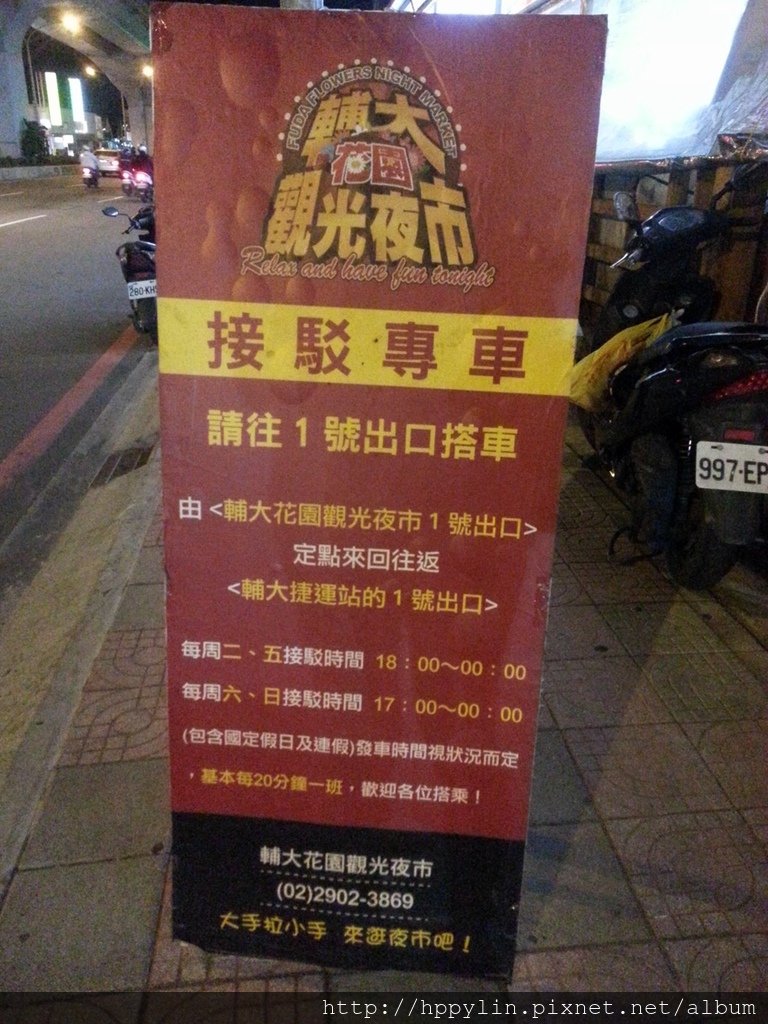 FUDA FLOWERS NIGHT MARKET
輔大
花園
觀光夜市
Relax and have fun tonight
接駁專車
請往1號出口搭車
由<輔大花園觀光夜市1號出口>
定點來回往返
<輔大捷運站的1號出口>
每周二、五接駁時間 18：00～00：00
每周六、日接駁時間 17：00～00：00
(包含國定假日及連假)發車時間視狀況而定
，基本每20分鐘一班，歡迎各位搭乘！
輔大花園觀光夜市
(02)2902-3869
大手拉小手 來逛夜市吧！
280-KH
997-EP
http://hppylin.pixnet.net/album